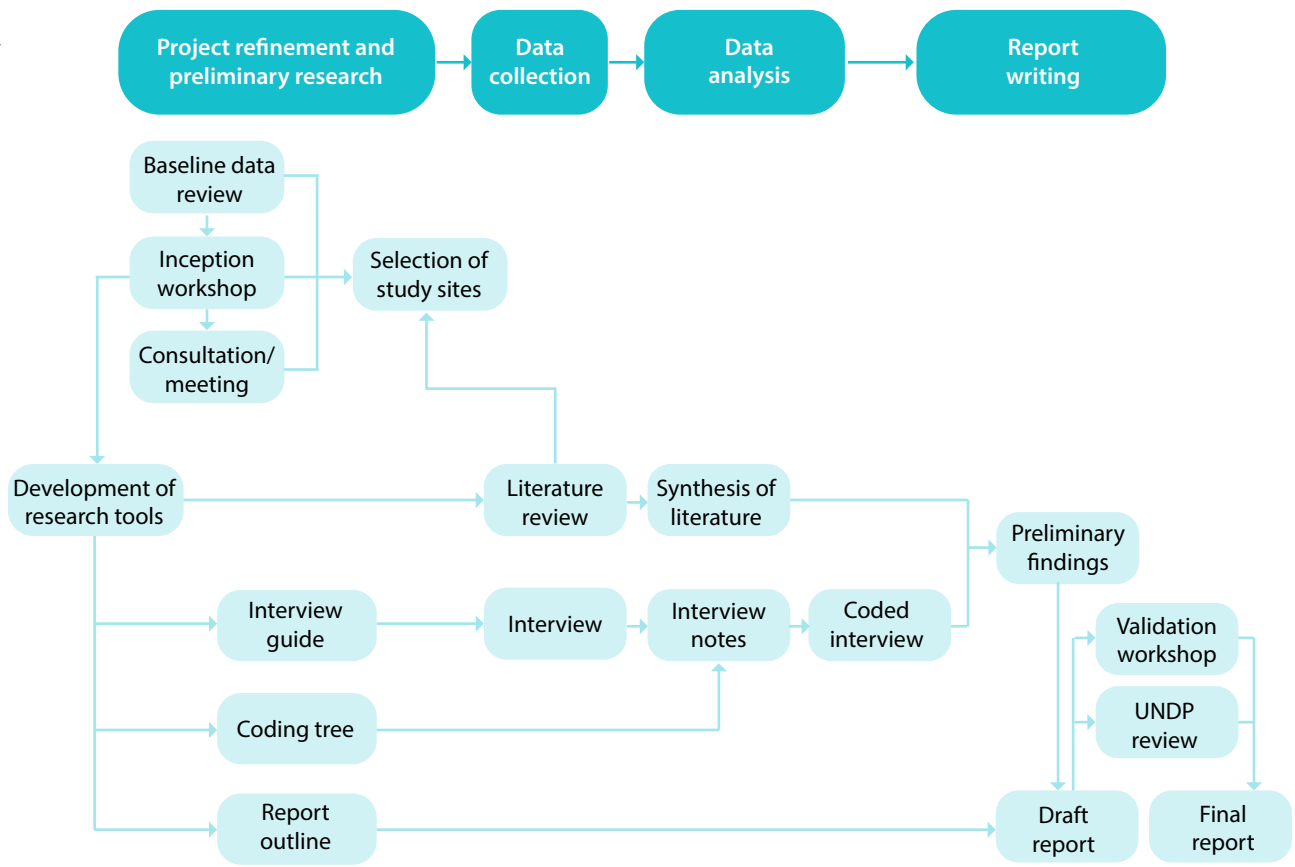 Project refinement and
preliminary research
Data
collection
Data
analysis
Report
writing
Baseline data
review
Inception
workshop
Selection of
study sites
Consultation/
meeting
Development of
research tools
Literature
review
Synthesis of
literature
Preliminary
findings
Interview
guide
Interview
Interview
notes
Coded
interview
Validation
workshop
Coding tree
UNDP
review
Report
outline
Draft
report
Final
report